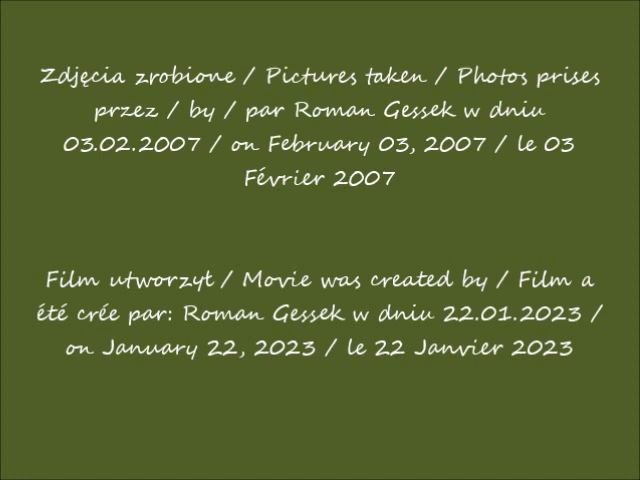 Zdjęcia zrobione / Pictures taken / Photos prises
przez / by / par Roman Gessek w dniu
03.02.2007 / on February 03, 2007 / le 03
Février 2007
Film utworzył / Movie was created by / Film a
été crée par: Roman Gessek w dniu 22.01.2023 /
on January 22, 2023 / le 22 Janvier 2023